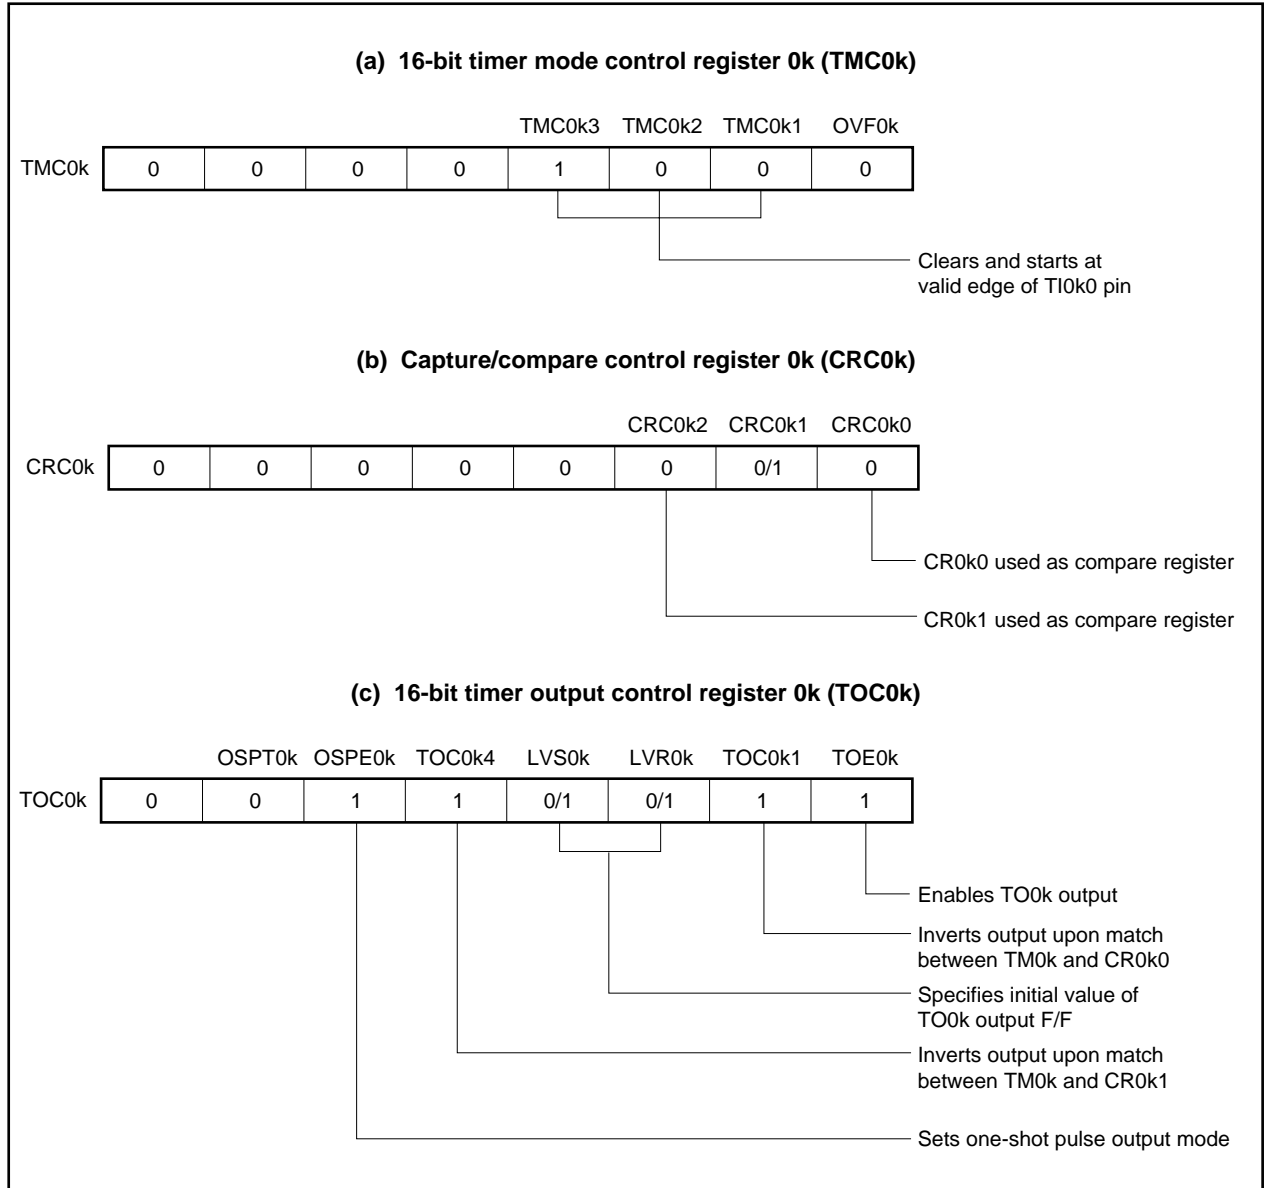 (a) 16-bit timer mode control register 0k (TMC0k)
TMC0k3 TMC0k2 TMC0k1 OVF0k
TMC0k 0 0 0 0 1 0 0 0
Clears and starts at
valid edge of TI0k0 pin
(b) Capture/compare control register 0k (CRC0k)
CRC0k2 CRC0k1 CRC0k0
CRC0k 0 0 0 0 0 0 0/1 0
CR0k0 used as compare register
CR0k1 used as compare register
(c) 16-bit timer output control register 0k (TOC0k)
OSPT0k OSPE0k TOC0k4 LVS0k LVR0k TOC0k1 TOE0k
TOC0k 0 0 1 1 0/1 0/1 1 1
Enables TO0k output
Inverts output upon match
between TM0k and CR0k0
Specifies initial value of
TO0k output F/F
Inverts output upon match
between TM0k and CR0k1
Sets one-shot pulse output mode